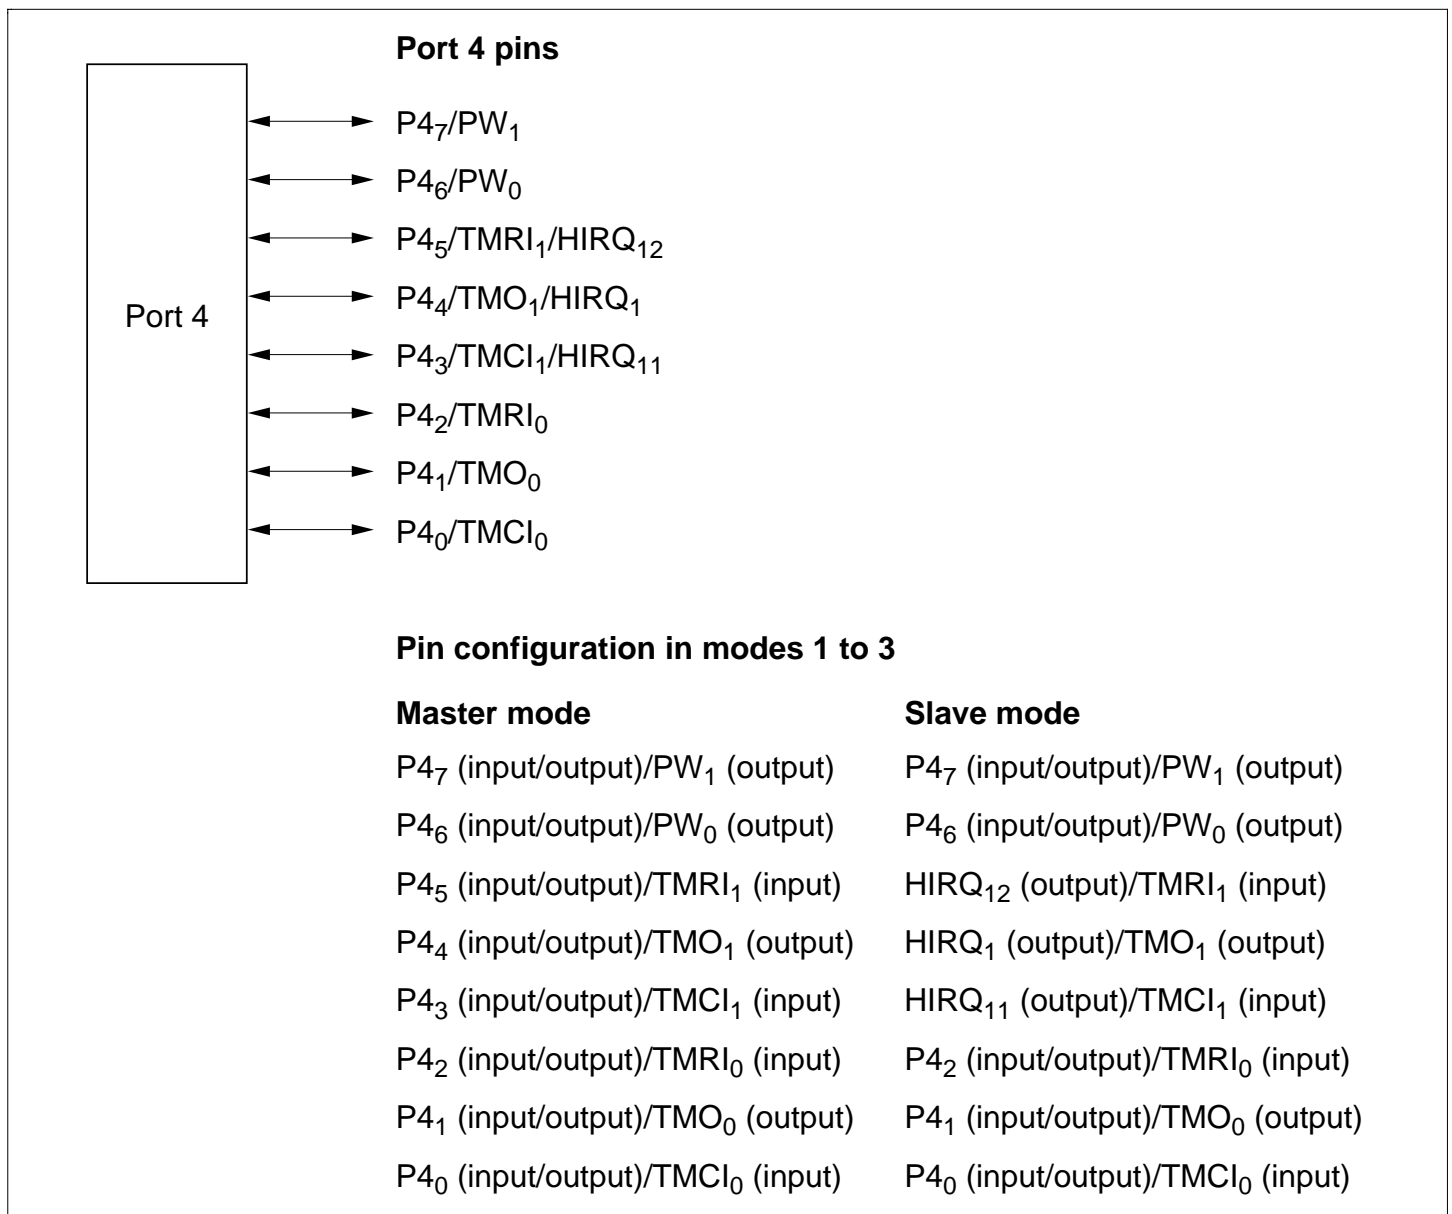 Port 4 pins
P4₇/PW₁
P4₆/PW₀
P4₅/TMRI₁/HIRQ₁₂
P4₄/TMO₁/HIRQ₁
Port 4
P4₃/TMCI₁/HIRQ₁₁
P4₂/TMRI₀
P4₁/TMO₀
P4₀/TMCI₀
Pin configuration in modes 1 to 3
Master mode Slave mode
P4₇ (input/output)/PW₁ (output) P4₇ (input/output)/PW₁ (output)
P4₆ (input/output)/PW₀ (output) P4₆ (input/output)/PW₀ (output)
P4₅ (input/output)/TMRI₁ (input) HIRQ₁₂ (output)/TMRI₁ (input)
P4₄ (input/output)/TMO₁ (output) HIRQ₁ (output)/TMO₁ (output)
P4₃ (input/output)/TMCI₁ (input) HIRQ₁₁ (output)/TMCI₁ (input)
P4₂ (input/output)/TMRI₀ (input) P4₂ (input/output)/TMRI₀ (input)
P4₁ (input/output)/TMO₀ (output) P4₁ (input/output)/TMO₀ (output)
P4₀ (input/output)/TMCI₀ (input) P4₀ (input/output)/TMCI₀ (input)